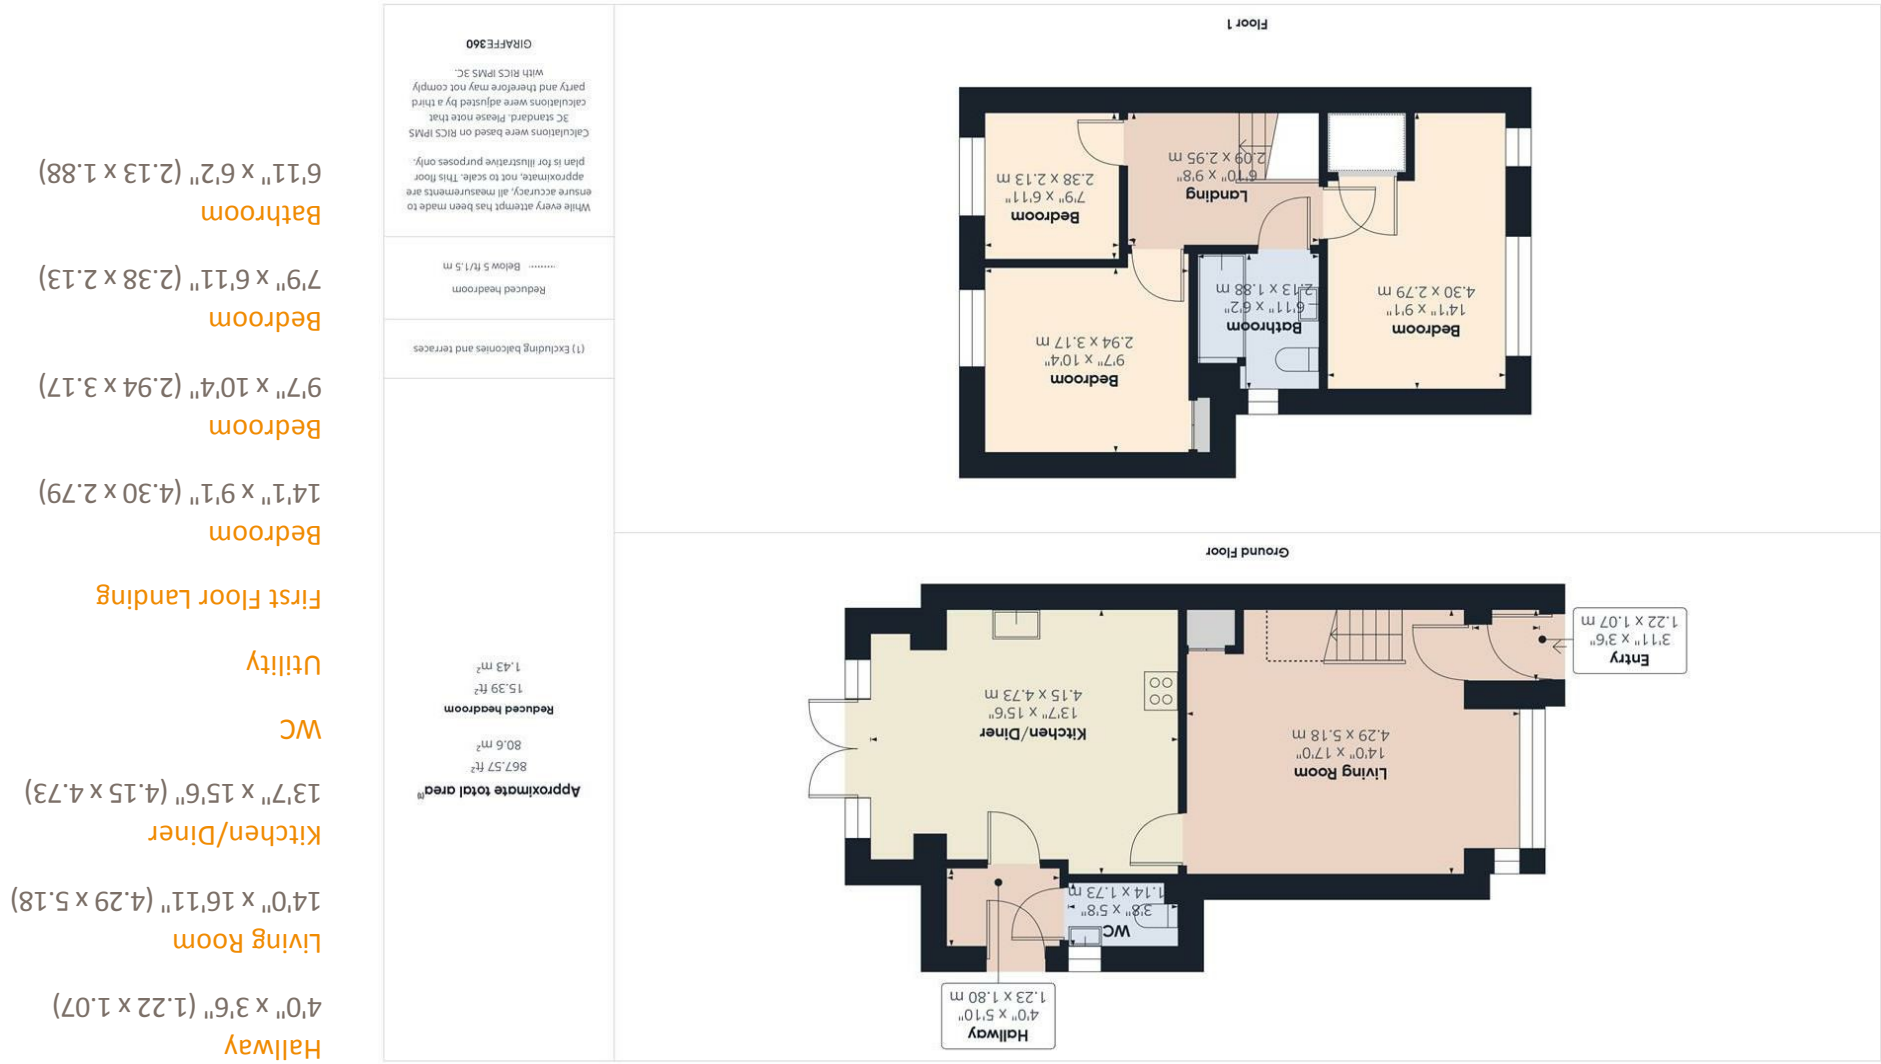 Hallway
4'0" x 3'6" (1.22 x 1.07)
Living Room
14'0" x 16'11" (4.29 x 5.18)
Kitchen/Diner
13'7" x 15'6" (4.15 x 4.73)
WC
Utility
First Floor Landing
Bedroom
14'1" x 9'1" (4.30 x 2.79)
Bedroom
9'7" x 10'4" (2.94 x 3.17)
Bedroom
7'9" x 6'11" (2.38 x 2.13)
Bathroom
6'11" x 6'2" (2.13 x 1.88)
Hallway
4'0" x 5'10"
1.23 x 1.80 m
WC
3'8" x 5'8"
1.14 x 1.73 m
Living Room
14'0" x 17'0"
4.29 x 5.18 m
Kitchen/Diner
13'7" x 15'6"
4.15 x 4.73 m
Entry
3'11" x 3'6"
1.22 x 1.07 m
Ground Floor
Bedroom
9'7" x 10'4"
2.94 x 3.17 m
Bathroom
6'11" x 6'2"
2.13 x 1.88 m
Bedroom
14'1" x 9'1"
4.30 x 2.79 m
Landing
6'10" x 9'8"
2.09 x 2.95 m
Bedroom
7'9" x 6'11"
2.38 x 2.13 m
Floor 1
Approximate total area(1)
867.57 ft²
80.6 m²
Reduced headroom
15.39 ft²
1.43 m²
(1) Excluding balconies and terraces
Reduced headroom
Below 5 ft/1.5 m
While every attempt has been made to
ensure accuracy, all measurements are
approximate, not to scale. This floor
plan is for illustrative purposes only.
Calculations were based on RICS IPMS
3C standard. Please note that
calculations were adjusted by a third
party and therefore may not comply
with RICS IPMS 3C.
GIRAFFE360